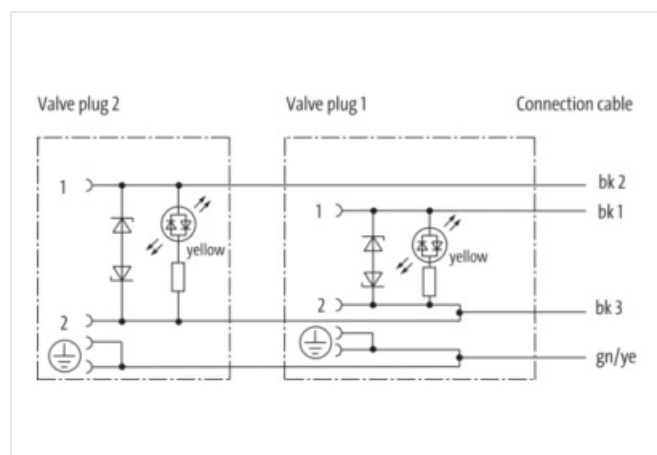 Valve plug 2 Valve plug 1 Connection cable
1 bk 2
1 bk 1
yellow yellow
2 bk 3
2
gn/ye